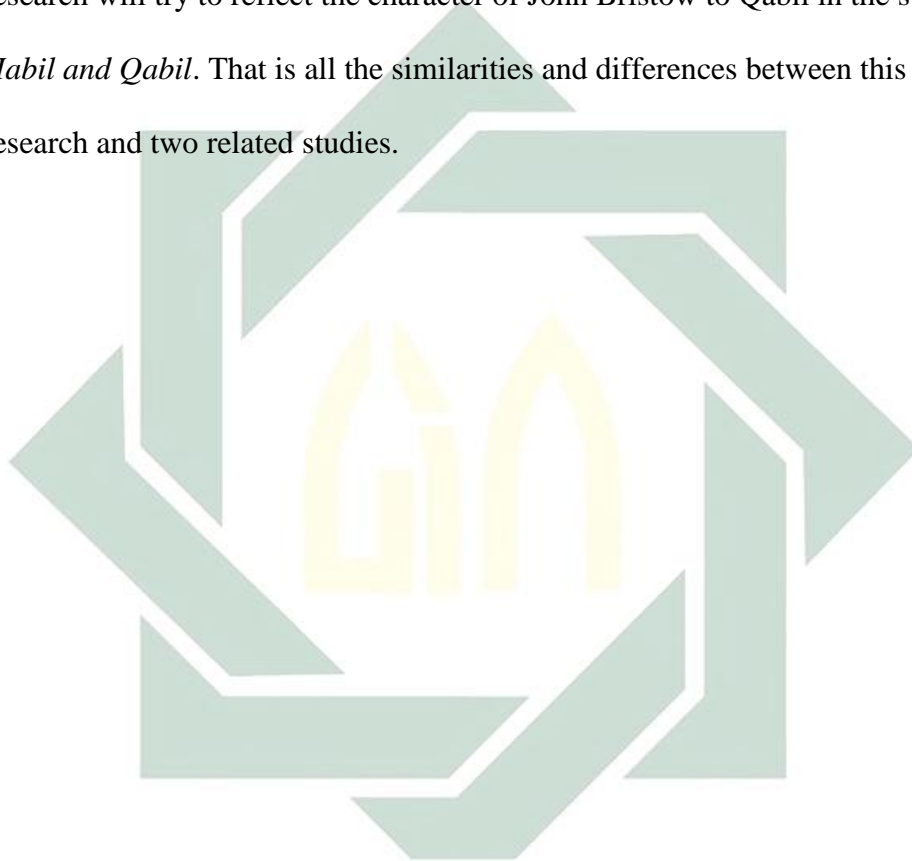 esearch will try to reflect the character of John Bristow to Qabil in the s
Habil and Qabil. That is all the similarities and differences between this
esearch and two related studies.
uin